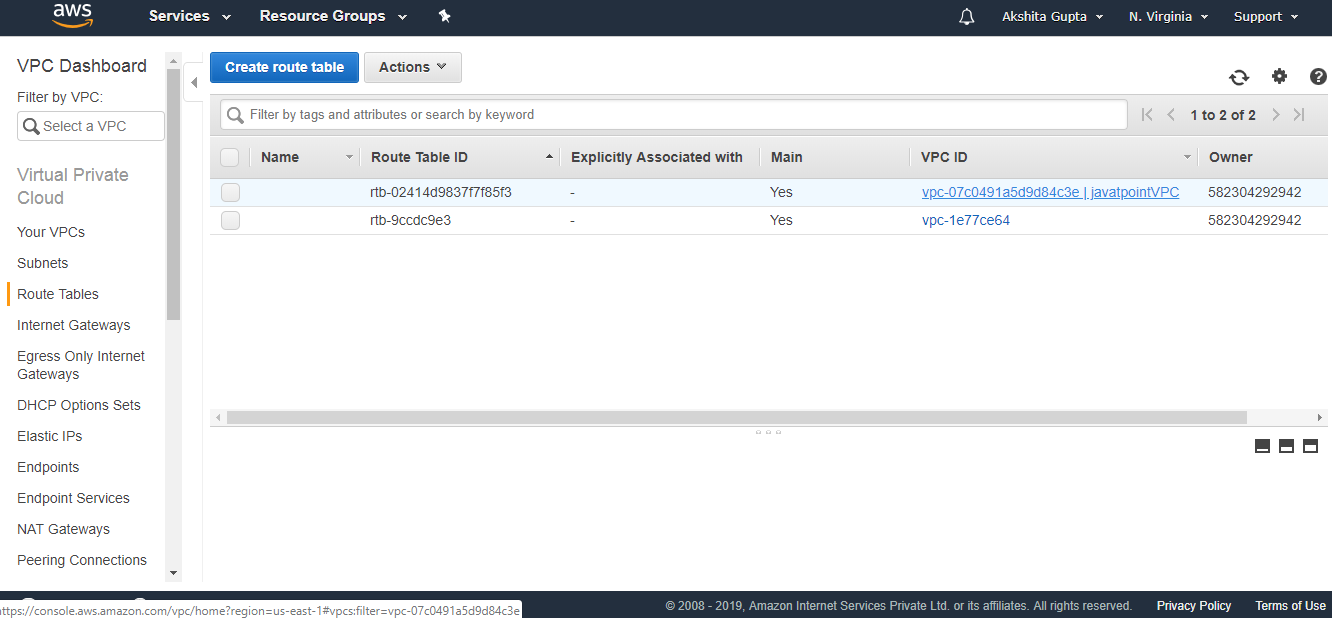 aws Services Resource Groups Akshita Gupta N. Virginia Support
VPC Dashboard
Filter by VPC:
Select a VPC
Virtual Private
Cloud
Your VPCs
Subnets
Route Tables
Internet Gateways
Egress Only Internet
Gateways
DHCP Options Sets
Elastic IPs
Endpoints
Endpoint Services
NAT Gateways
Peering Connections
Create route table Actions
Filter by tags and attributes or search by keyword 1 to 2 of 2
Name Route Table ID Explicitly Associated with Main VPC ID Owner
rtb-02414d9837f7f85f3 - Yes vpc-07c0491a5d9d84c3e | javatpointVPC 582304292942
rtb-9ccdc9e3 - Yes vpc-1e77ce64 582304292942
https://console.aws.amazon.com/vpc/home?region=us-east-1#vpcs:filter=vpc-07c0491a5d9d84c3e
© 2008 - 2019, Amazon Internet Services Private Ltd. or its affiliates. All rights reserved. Privacy Policy Terms of Use